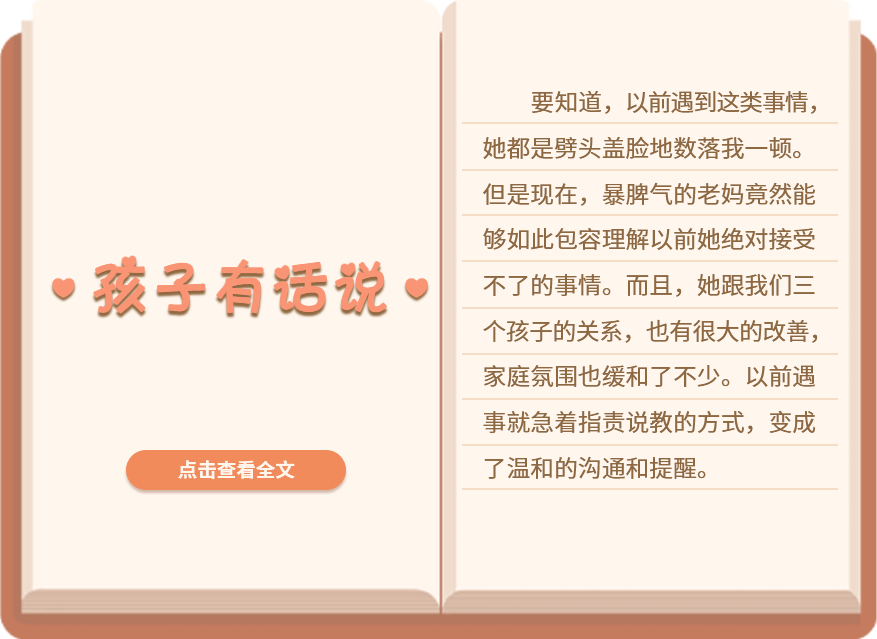 孩子有话说
点击查看全文
要知道，以前遇到这类事情，
她都是劈头盖脸地数落我一顿。
但是现在，暴脾气的老妈竟然能
够如此包容理解以前她绝对接受
不了的事情。而且，她跟我们三
个孩子的关系，也有很大的改善，
家庭氛围也缓和了不少。以前遇
事就急着指责说教的方式，变成
了温和的沟通和提醒。